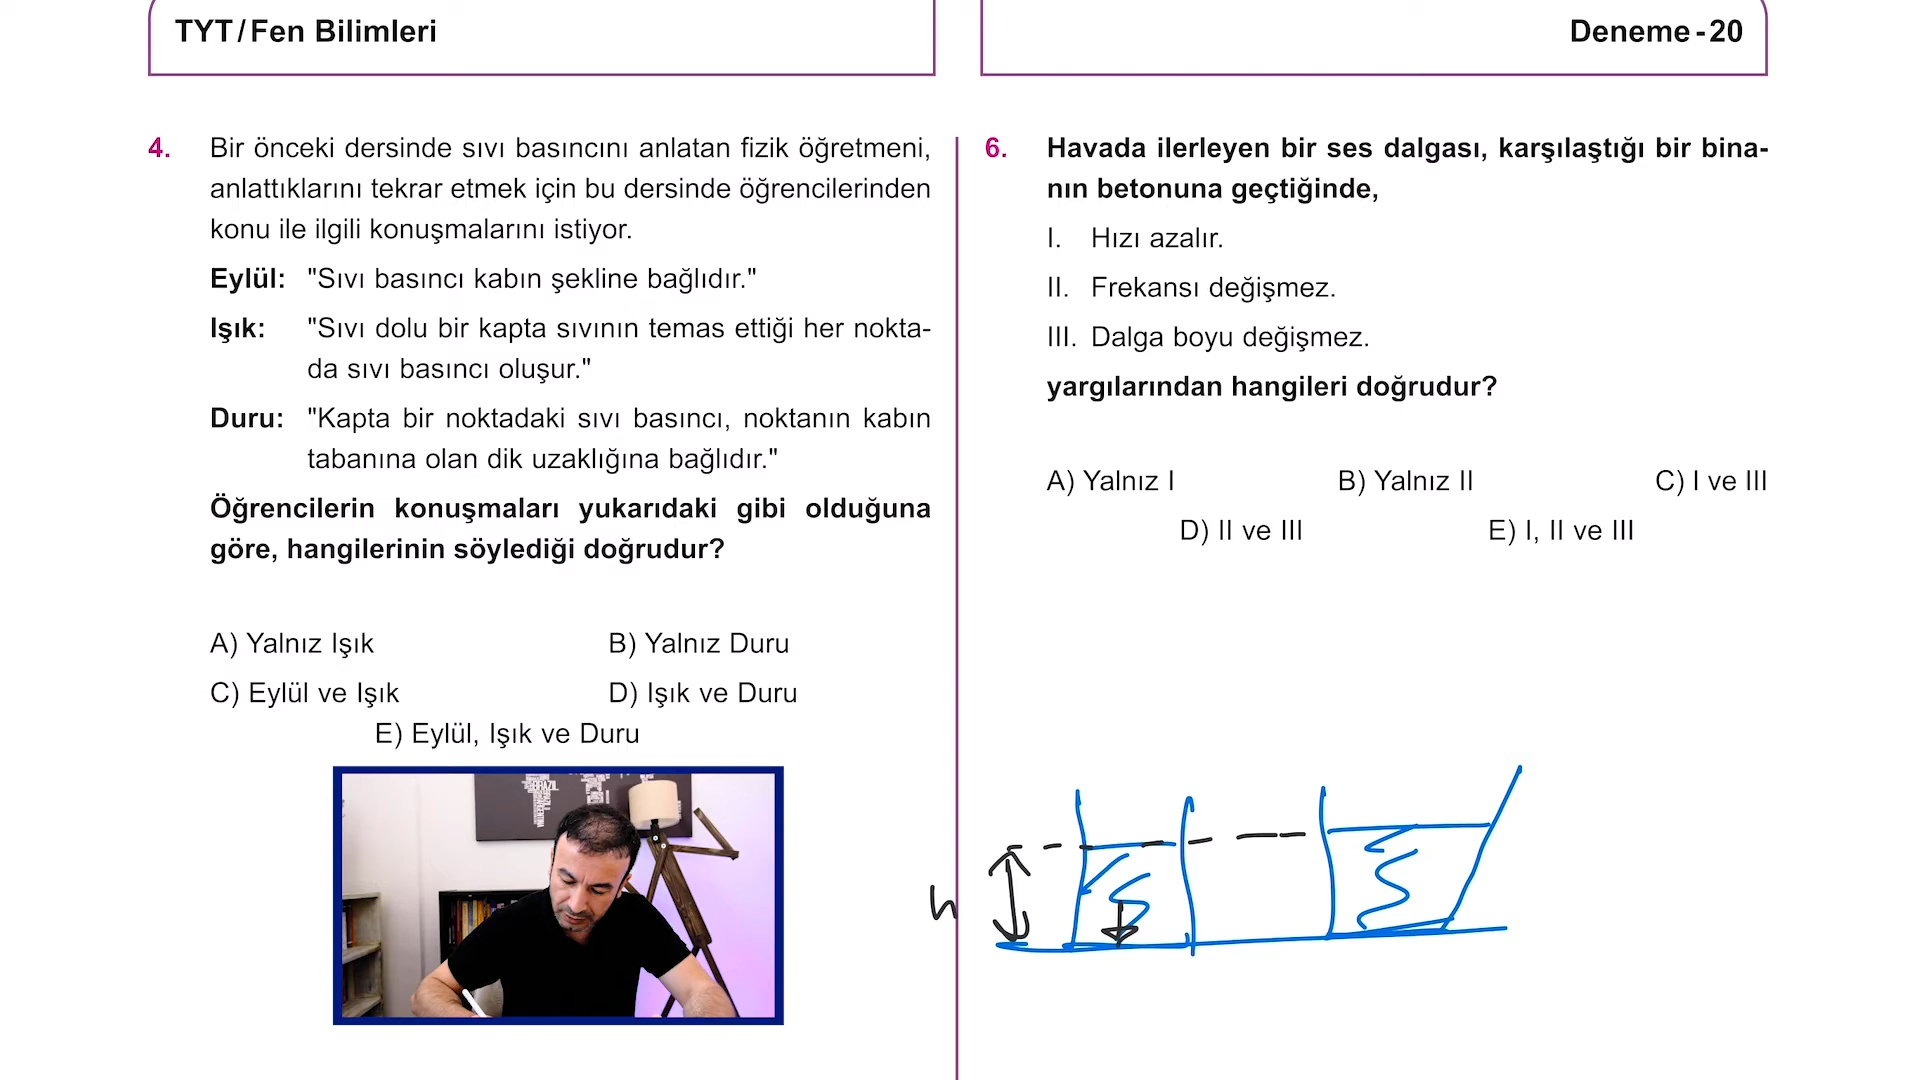 TYT/Fen Bilimleri
Deneme-20
4. Bir önceki dersinde sıvı basıncını anlatan fizik öğretmeni,
anlattıklarını tekrar etmek için bu dersinde öğrencilerinden
konu ile ilgili konuşmalarını istiyor.
Eylül: "Sıvı basıncı kabın şekline bağlıdır."
Işık: "Sıvı dolu bir kapta sıvının temas ettiği her nokta-
da sıvı basıncı oluşur."
Duru: "Kapta bir noktadaki sıvı basıncı, noktanın kabın
tabanına olan dik uzaklığına bağlıdır."
Öğrencilerin konuşmaları yukarıdaki gibi olduğuna
göre, hangilerinin söylediği doğrudur?
A) Yalnız Işık B) Yalnız Duru
C) Eylül ve Işık D) Işık ve Duru
E) Eylül, Işık ve Duru
6. Havada ilerleyen bir ses dalgası, karşılaştığı bir bina-
nın betonuna geçtiğinde,
I. Hızı azalır.
II. Frekansı değişmez.
III. Dalga boyu değişmez.
yargılarından hangileri doğrudur?
A) Yalnız I B) Yalnız II C) I ve III
D) II ve III E) I, II ve III
h